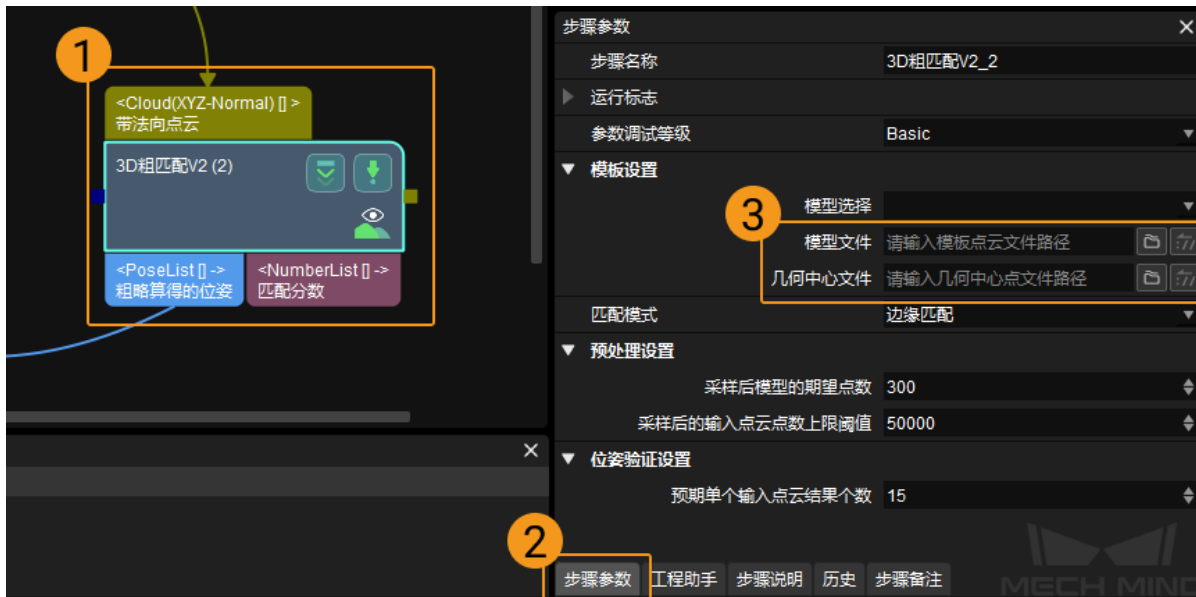 1
<Cloud(XYZ-Normal) [] >
带法向点云
3D粗匹配V2 (2)
<PoseList [] ->
粗略算得的位姿
<NumberList [] ->
匹配分数
2
步骤参数
步骤名称 3D粗匹配V2_2
运行标志
参数调试等级 Basic
模板设置
模型选择
3
模型文件 请输入模板点云文件路径
几何中心文件 请输入几何中心点文件路径
匹配模式 边缘匹配
预处理设置
采样后模型的期望点数 300
采样后的输入点云点数上限阈值 50000
位姿验证设置
预期单个输入点云结果个数 15
步骤参数 工程助手 步骤说明 历史 步骤备注
MECH MIND